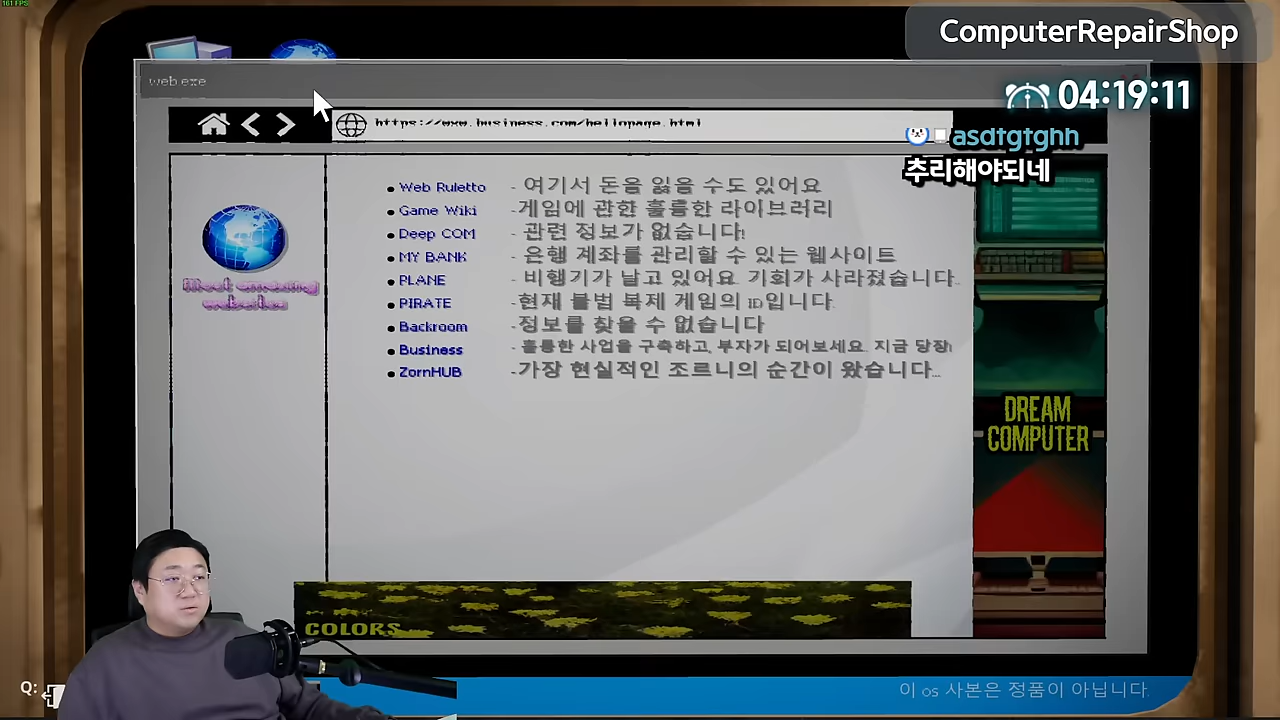 161 FPS
ComputerRepairShop
web.exe
04:19:11
https://exe.business.com/hellopage.html
asdtgtghh
추리해야되네
Web Ruletto - 여기서 돈을 잃을 수도 있어요
Game Wiki -게임에 관한 훌륭한 라이브러리
Deep COM - 관련 정보가 없습니다!
MY BANK - 은행 계좌를 관리할 수 있는 웹사이트
PLANE - 비행기가 날고 있어요. 기회가 사라졌습니다..
PIRATE -현재 불법 복제 게임의 ID입니다.
Backroom -정보를 찾을 수 없습니다
Business - 훌륭한 사업을 구축하고, 부자가 되어보세요. 지금 당장!
ZornHUB -가장 현실적인 조르니의 순간이 왔습니다...
DREAM
COMPUTER
COLORS
Q:
이 os 사본은 정품이 아닙니다.